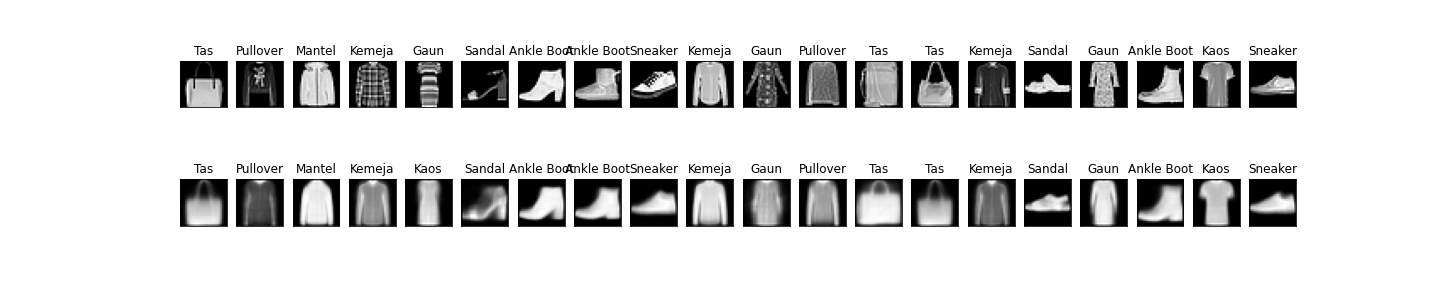 Tas Pullover Mantel Kemeja Gaun Sandal Ankle Boot Ankle Boot Sneaker Kemeja Gaun Pullover Tas Tas Kemeja Sandal Gaun Ankle Boot Kaos Sneaker
Tas Pullover Mantel Kemeja Kaos Sandal Ankle Boot Ankle Boot Sneaker Kemeja Gaun Pullover Tas Tas Kemeja Sandal Gaun Ankle Boot Kaos Sneaker